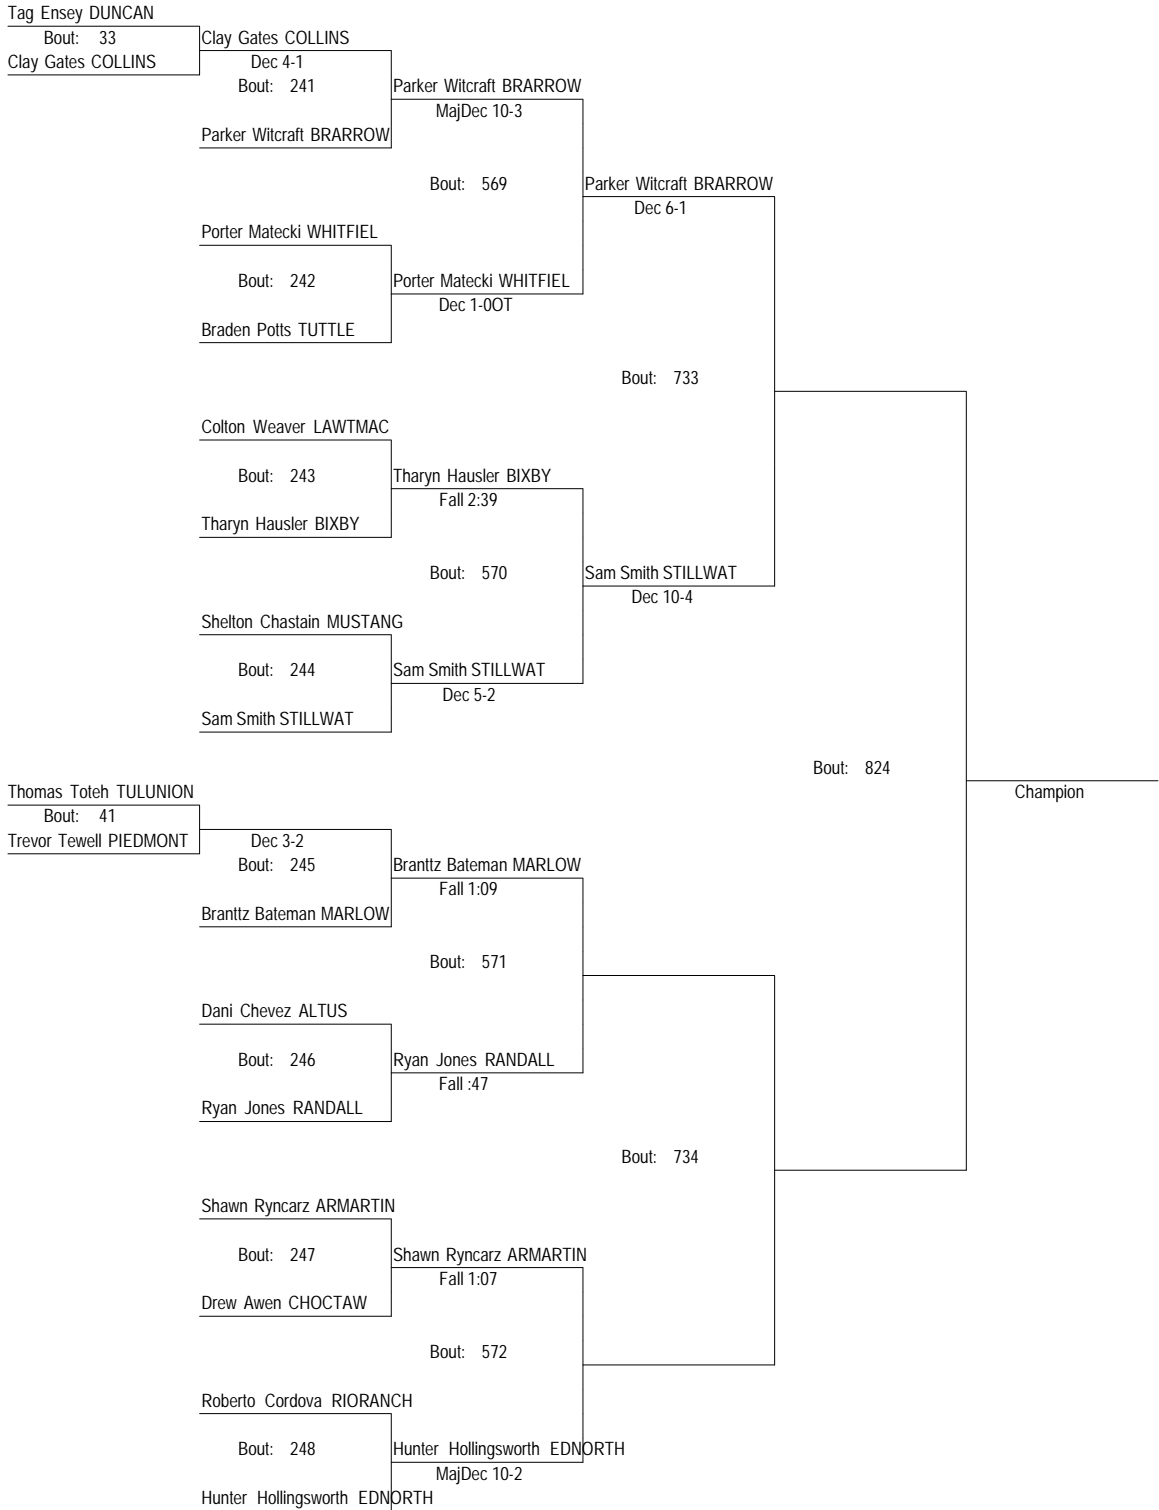 Tag Ensey DUNCAN
Bout: 33
Clay Gates COLLINS
Clay Gates COLLINS
Dec 4-1
Bout: 241
Parker Witcraft BRARROW
MajDec 10-3
Parker Witcraft BRARROW
Bout: 569
Parker Witcraft BRARROW
Dec 6-1
Porter Matecki WHITFIEL
Bout: 242
Porter Matecki WHITFIEL
Dec 1-0OT
Braden Potts TUTTLE
Bout: 733
Colton Weaver LAWTMAC
Bout: 243
Tharyn Hausler BIXBY
Fall 2:39
Tharyn Hausler BIXBY
Bout: 570
Sam Smith STILLWAT
Dec 10-4
Shelton Chastain MUSTANG
Bout: 244
Sam Smith STILLWAT
Dec 5-2
Sam Smith STILLWAT
Bout: 824
Champion
Thomas Toteh TULUNION
Bout: 41
Trevor Tewell PIEDMONT
Dec 3-2
Bout: 245
Branttz Bateman MARLOW
Fall 1:09
Branttz Bateman MARLOW
Bout: 571
Dani Chevez ALTUS
Bout: 246
Ryan Jones RANDALL
Fall :47
Ryan Jones RANDALL
Bout: 734
Shawn Ryncarz ARMARTIN
Bout: 247
Shawn Ryncarz ARMARTIN
Fall 1:07
Drew Awen CHOCTAW
Bout: 572
Roberto Cordova RIORANCH
Bout: 248
Hunter Hollingsworth EDNORTH
MajDec 10-2
Hunter Hollingsworth EDNORTH